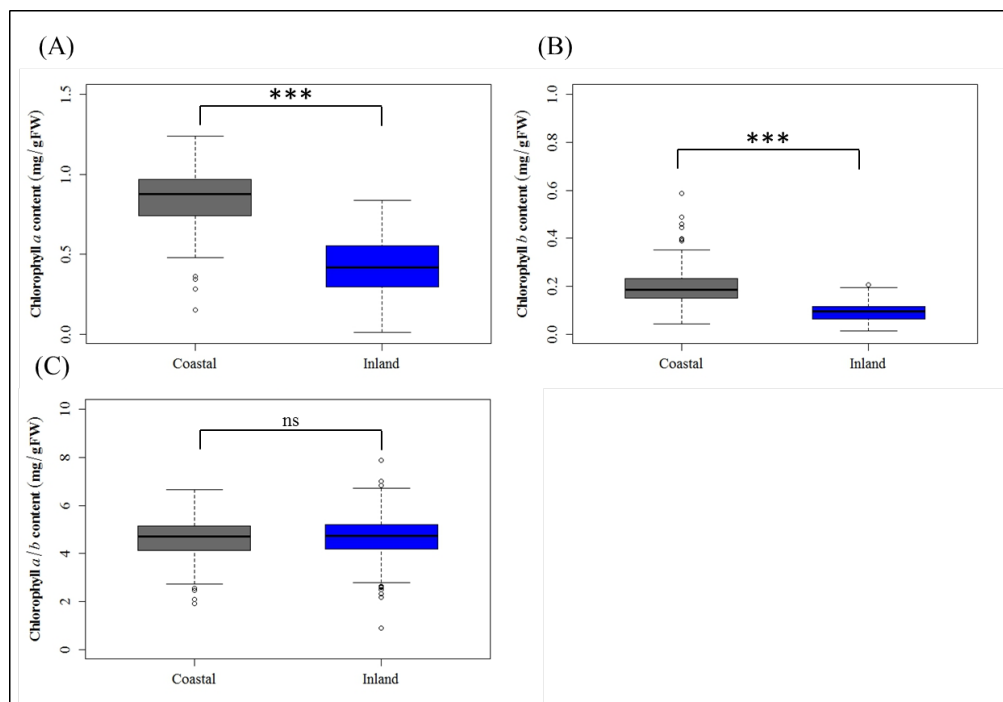 (A)
(B)
***
1.5
1.0
0.5
0.0
Chlorophyll a content (mg/ gFW)
Coastal
Inland
***
1.0
0.8
0.6
0.4
0.2
0.0
Chlorophyll b content (mg/ gFW)
Coastal
Inland
(C)
ns
10
8
6
4
2
0
Chlorophyll a/b content (mg/ gFW)
Coastal
Inland